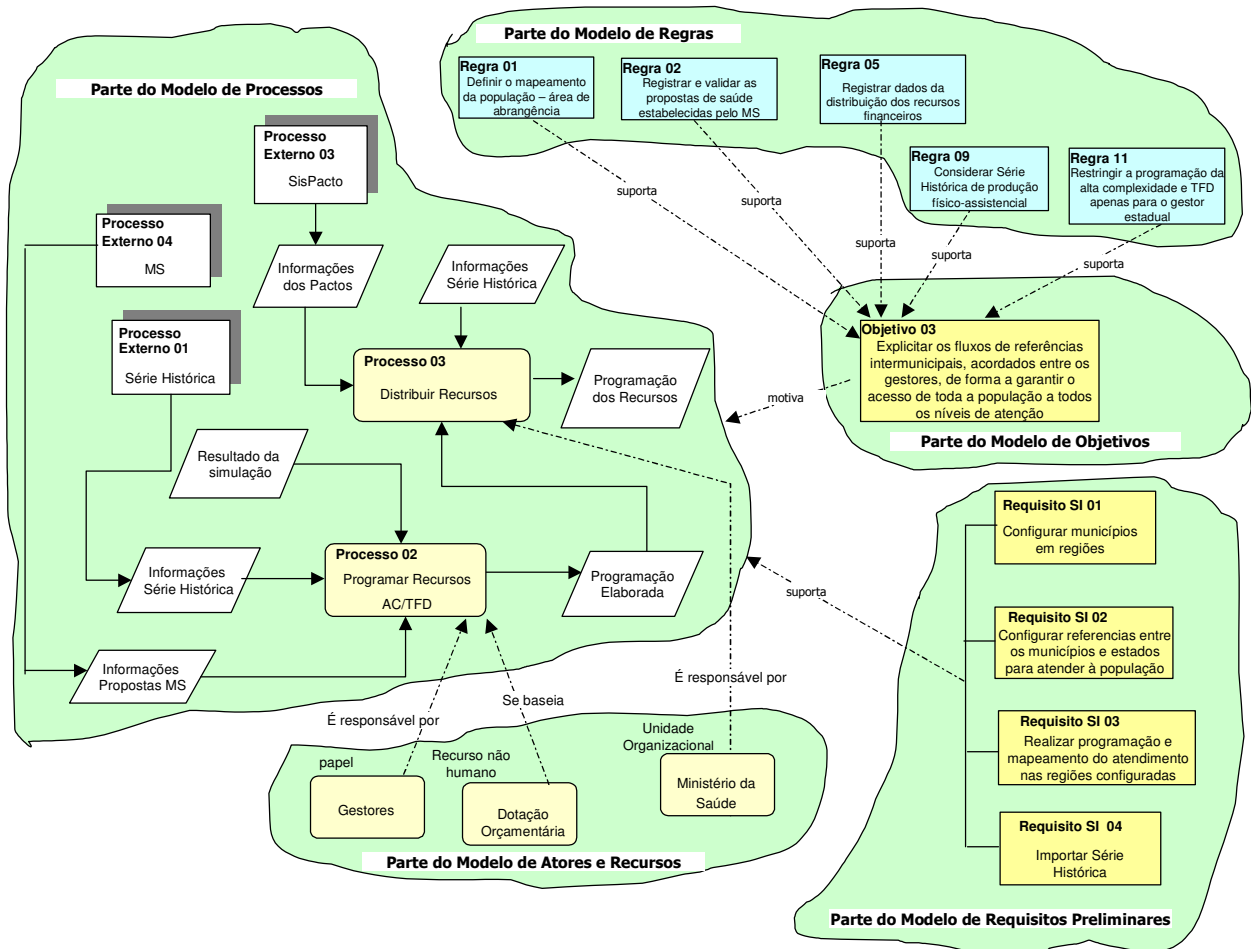 Parte do Modelo de Regras
Regra 01
Definir o mapeamento
da população – área de
abrangência
Regra 02
Registrar e validar as
propostas de saúde
estabelecidas pelo MS
Regra 05
Registrar dados da
distribuição dos recursos
financeiros
Regra 09
Considerar Série
Histórica de produção
físico-assistencial
Regra 11
Restringir a programação da
alta complexidade e TFD
apenas para o gestor
estadual
suporta
suporta
suporta
suporta
suporta
Parte do Modelo de Processos
Processo
Externo 03
SisPacto
Processo
Externo 04
MS
Processo
Externo 01
Série Histórica
Informações
dos Pactos
Informações
Série Histórica
Processo 03
Distribuir Recursos
Programação
dos Recursos
Resultado da
simulação
Informações
Série Histórica
Processo 02
Programar Recursos
AC/TFD
Programação
Elaborada
Informações
Propostas MS
motiva
Objetivo 03
Explicitar os fluxos de referências
intermunicipais, acordados entre os
gestores, de forma a garantir o
acesso de toda a população a todos
os níveis de atenção
Parte do Modelo de Objetivos
suporta
É responsável por
Se baseia
É responsável por
papel
Gestores
Recurso não
humano
Dotação
Orçamentária
Unidade
Organizacional
Ministério da
Saúde
Parte do Modelo de Atores e Recursos
Requisito SI 01
Configurar municípios
em regiões
Requisito SI 02
Configurar referencias entre
os municípios e estados
para atender à população
Requisito SI 03
Realizar programação e
mapeamento do atendimento
nas regiões configuradas
Requisito SI 04
Importar Série
Histórica
Parte do Modelo de Requisitos Preliminares